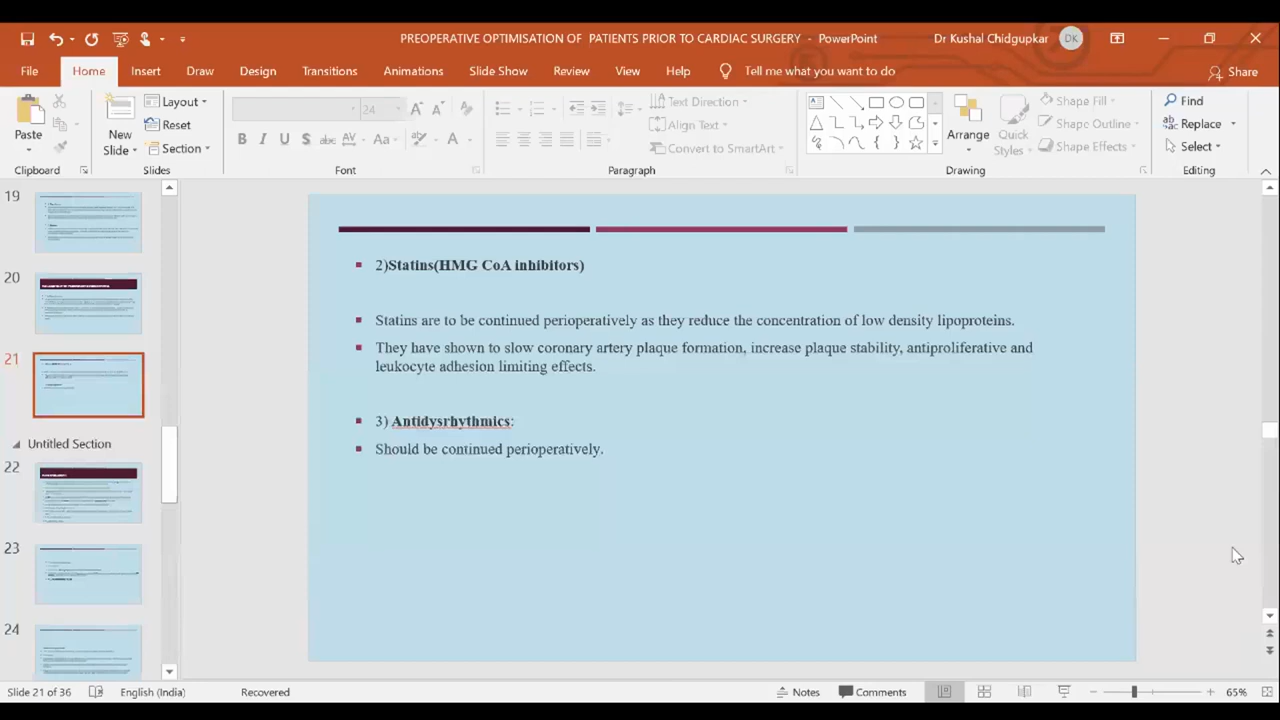 PREOPERATIVE OPTIMISATION OF PATIENTS PRIOR TO CARDIAC SURGERY - PowerPoint
Dr Kushal Chidgupkar
DK
File Home Insert Draw Design Transitions Animations Slide Show Review View Help Tell me what you want to do Share
Paste
Clipboard
New Slide
Layout
Reset
Section
Slides
24
Font
Text Direction
Align Text
Convert to SmartArt
Paragraph
Arrange
Quick Styles
Shape Fill
Shape Outline
Shape Effects
Drawing
Find
Replace
Select
Editing
19
20
21
Untitled Section
22
23
24
2)Statins(HMG CoA inhibitors)
Statins are to be continued perioperatively as they reduce the concentration of low density lipoproteins.
They have shown to slow coronary artery plaque formation, increase plaque stability, antiproliferative and
leukocyte adhesion limiting effects.
3) Antidysrhythmics:
Should be continued perioperatively.
Slide 21 of 36 English (India) Recovered Notes Comments 65%